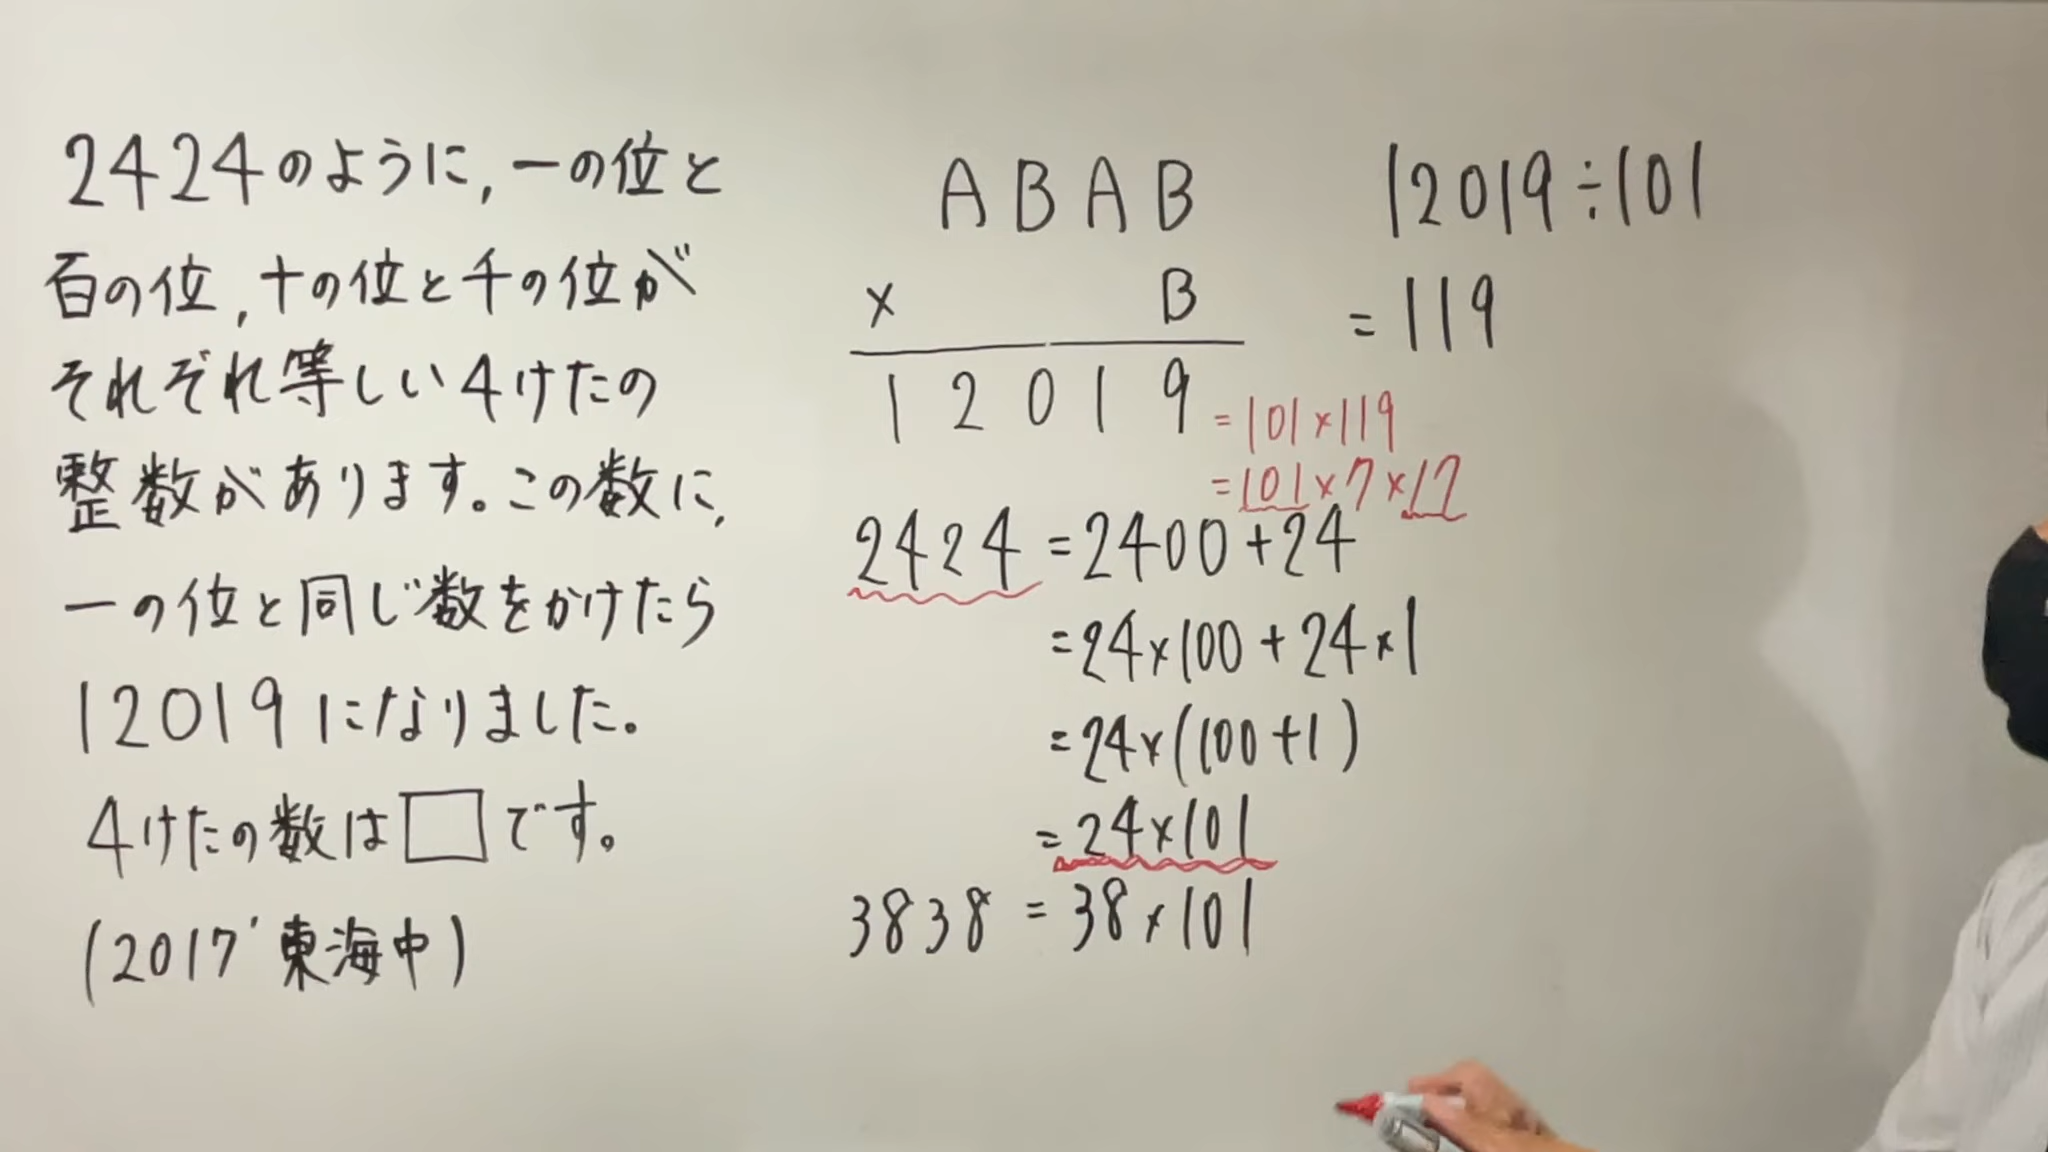 2424のように,一の位と
百の位,十の位と千の位が
それぞれ等しい4けたの
整数があります。この数に,
一の位と同じ数をかけたら
12019になりました。
4けたの数は□です。
(2017'東海中)
ABAB
× B
12019
=101×119
=101×7×17
2424=2400+24
=24×100+24×1
=24×(100+1)
=24×101
3838=38×101
12019÷101
=119